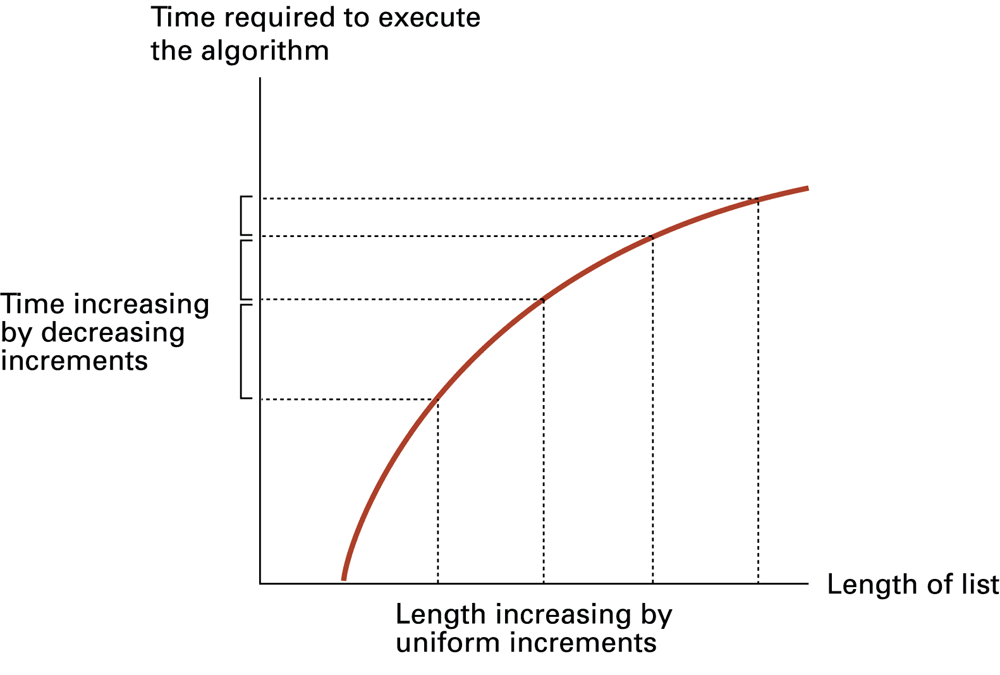 Time required to execute
the algorithm
Time increasing
by decreasing
increments
Length of list
Length increasing by
uniform increments